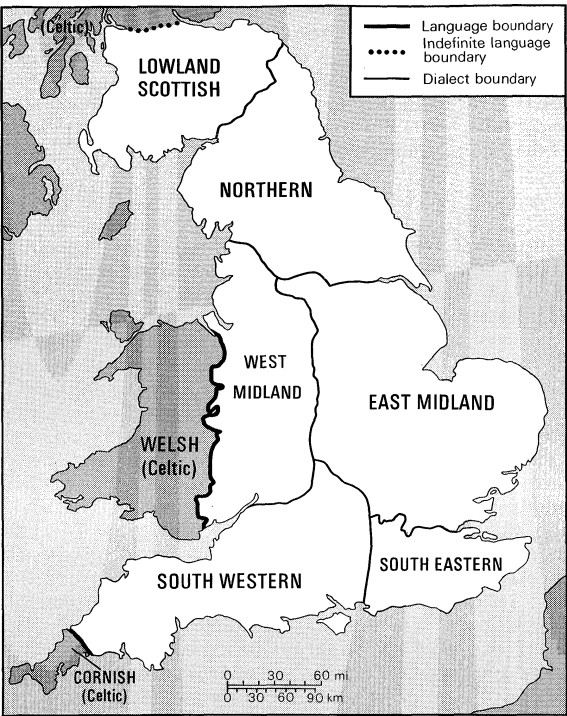 (Celtic)
Language boundary
Indefinite language
boundary
Dialect boundary
LOWLAND
SCOTTISH
NORTHERN
WEST
MIDLAND
EAST MIDLAND
WELSH
(Celtic)
SOUTH WESTERN
SOUTH EASTERN
CORNISH
(Celtic)
0 30 60 mi.
0 30 60 90 km